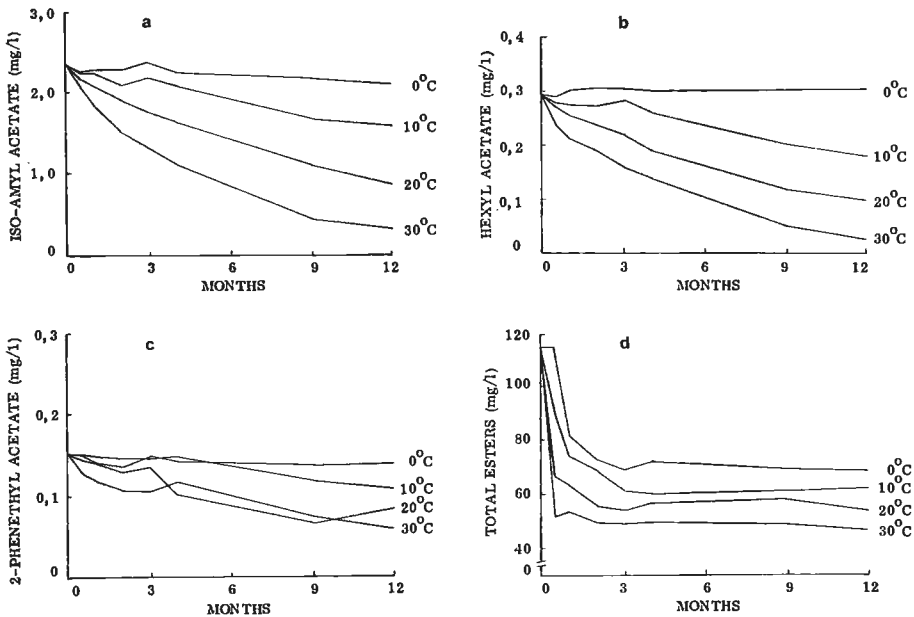 a
ISO-AMYL ACETATE (mg/l)
3,0
2,0
1,0
0
0°C
10°C
20°C
30°C
0 3 6 9 12
MONTHS
b
HEXYL ACETATE (mg/l)
0,4
0,3
0,2
0,1
0
0°C
10°C
20°C
30°C
0 3 6 9 12
MONTHS
c
2-PHENETHYL ACETATE (mg/l)
0,3
0,2
0,1
0
0°C
10°C
20°C
30°C
0 3 6 9 12
MONTHS
d
TOTAL ESTERS (mg/l)
120
100
80
60
40
0
0°C
10°C
20°C
30°C
0 3 6 9 12
MONTHS